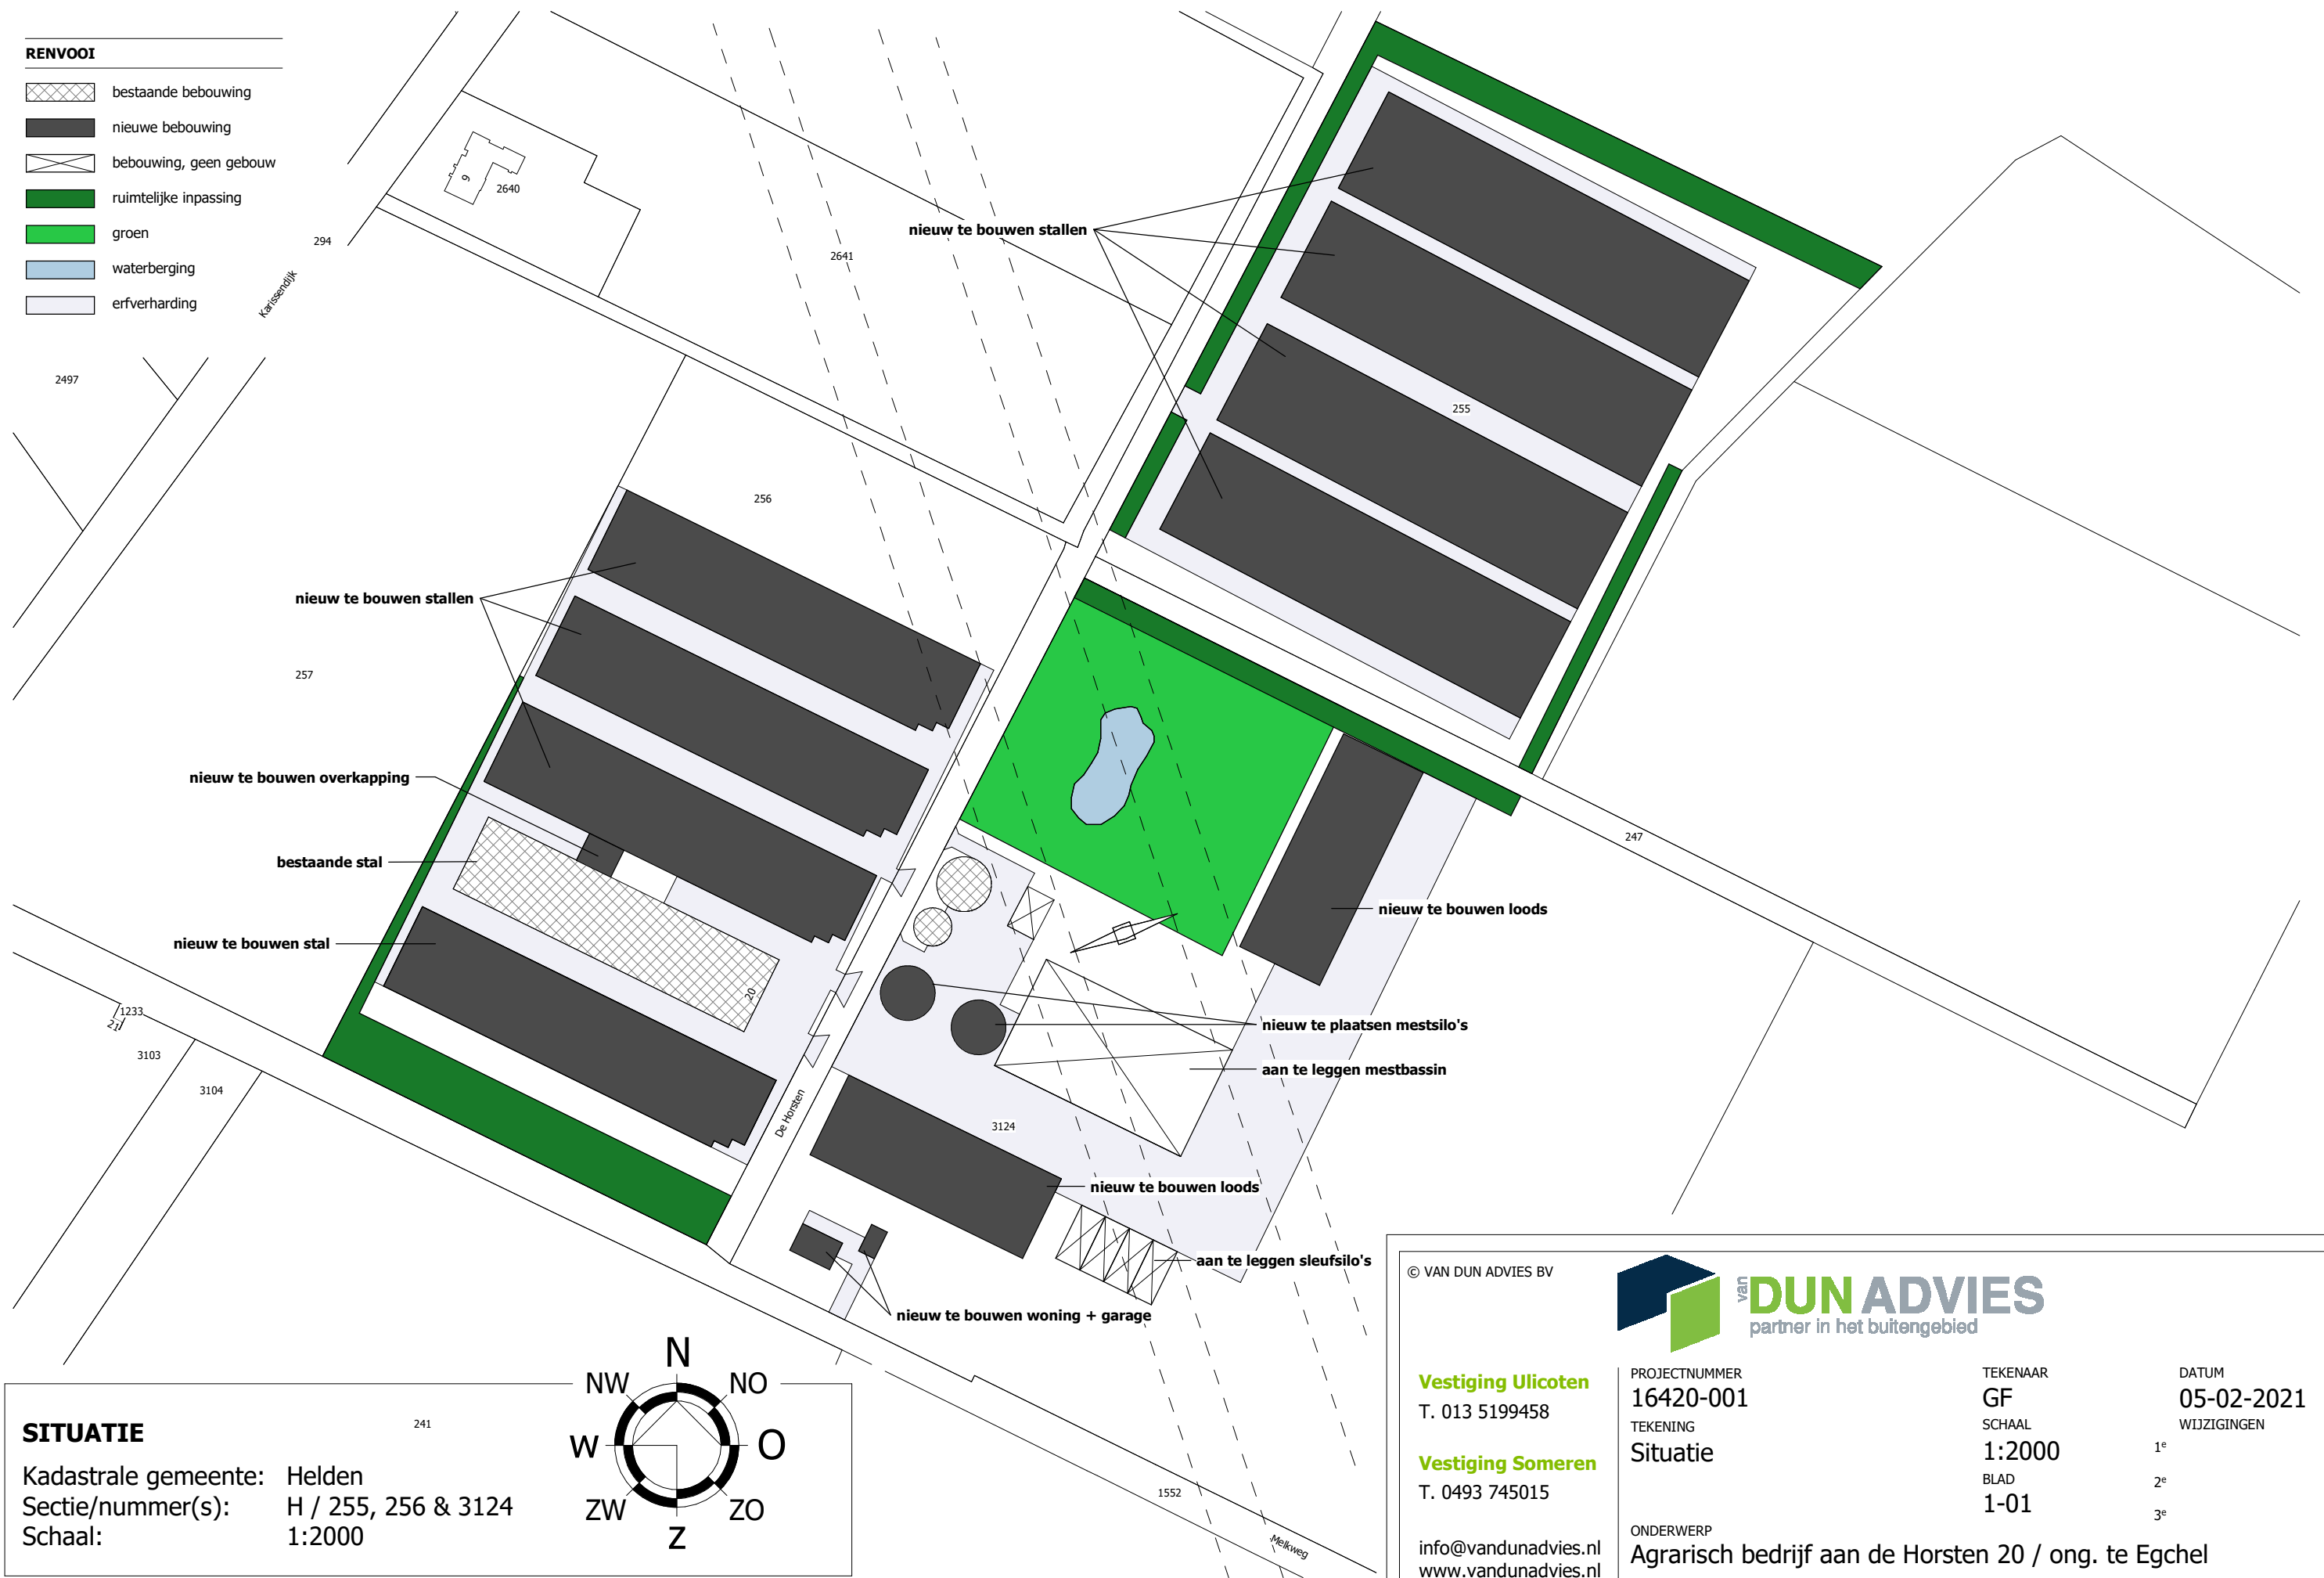 RENVOOI
bestaande bebouwing
nieuwe bebouwing
bebouwing, geen gebouw
ruimtelijke inpassing
groen
waterberging
erfverharding
9
2640
294
Karissendijk
2641
2497
nieuw te bouwen stallen
255
256
nieuw te bouwen stallen
257
nieuw te bouwen overkapping
bestaande stal
nieuw te bouwen stal
20
247
nieuw te bouwen loods
1233
21
3103
3104
nieuw te plaatsen mestsilo's
aan te leggen mestbassin
De Horsten
3124
nieuw te bouwen loods
aan te leggen sleufsilo's
nieuw te bouwen woning + garage
1552
Melkweg
SITUATIE
241
Kadastrale gemeente: Helden
Sectie/nummer(s): H / 255, 256 & 3124
Schaal: 1:2000
N
NW NO
W O
ZW ZO
Z
© VAN DUN ADVIES BV
van DUN ADVIES
partner in het buitengebied
Vestiging Ulicoten
T. 013 5199458
Vestiging Someren
T. 0493 745015
info@vandunadvies.nl
www.vandunadvies.nl
PROJECTNUMMER
16420-001
TEKENING
Situatie
TEKENAAR
GF
SCHAAL
1:2000
BLAD
1-01
DATUM
05-02-2021
WIJZIGINGEN
1e
2e
3e
ONDERWERP
Agrarisch bedrijf aan de Horsten 20 / ong. te Egchel